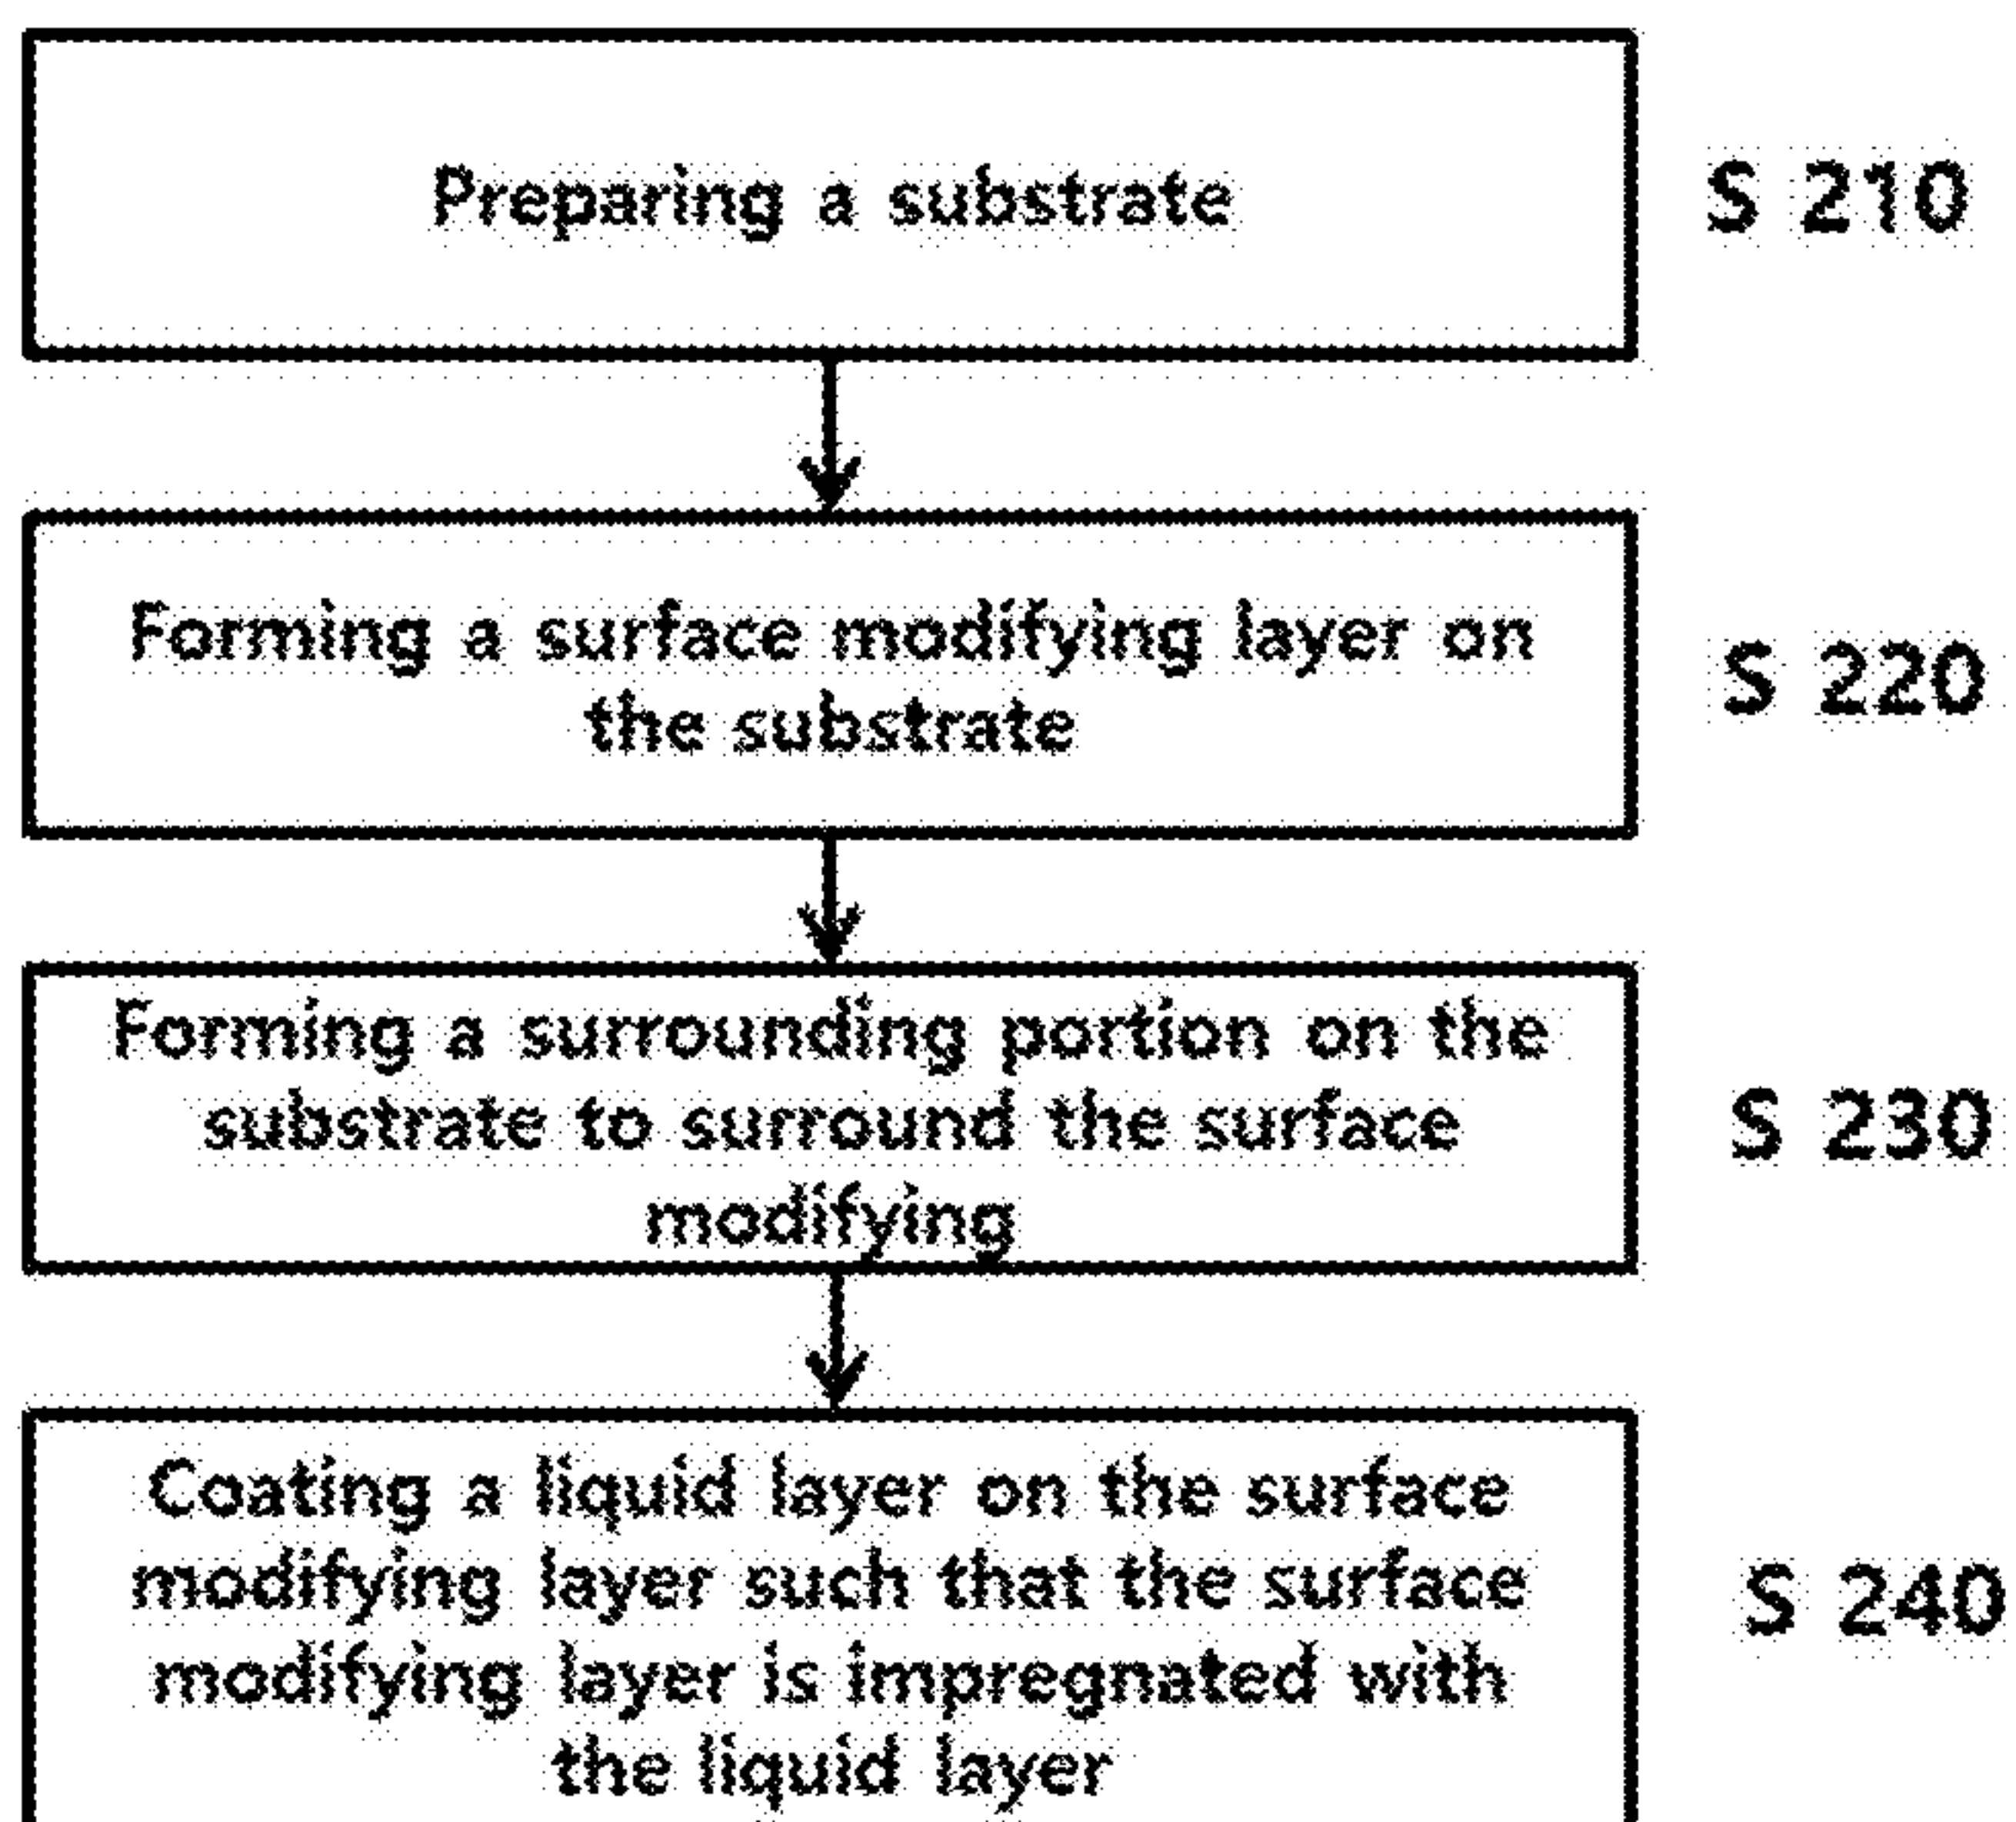 Preparing a substrate
S 210
Forming a surface modifying layer on
the substrate
S 220
Forming a surrounding portion on the
substrate to surround the surface
modifying
S 230
Coating a liquid layer on the surface
modifying layer such that the surface
modifying layer is impregnated with
the liquid layer
S 240